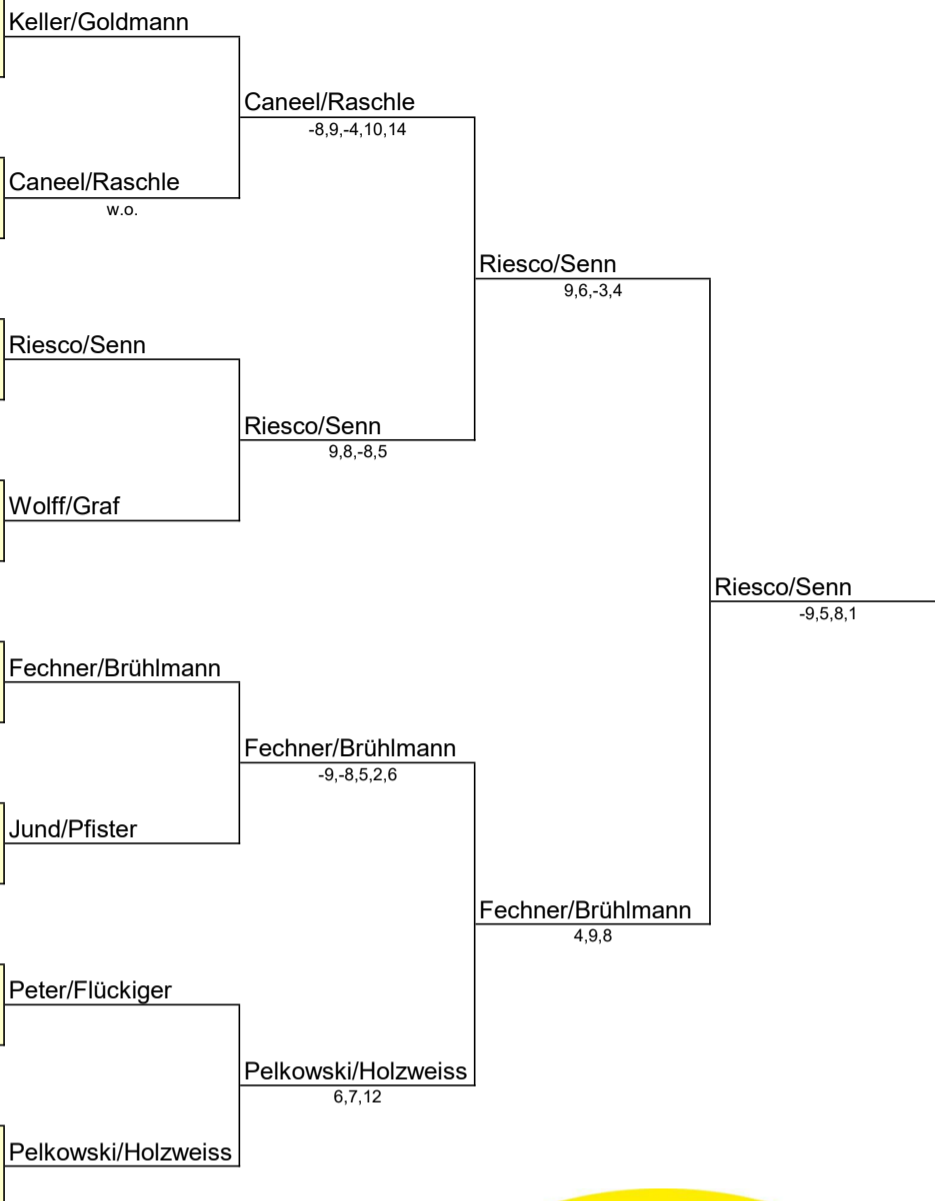 Keller/Goldmann
Caneel/Raschle
-8,9,-4,10,14
Caneel/Raschle
w.o.
Riesco/Senn
9,6,-3,4
Riesco/Senn
Riesco/Senn
9,8,-8,5
Wolff/Graf
Riesco/Senn
-9,5,8,1
Fechner/Brühlmann
Fechner/Brühlmann
-9,-8,5,2,6
Jund/Pfister
Fechner/Brühlmann
4,9,8
Peter/Flückiger
Pelkowski/Holzweiss
6,7,12
Pelkowski/Holzweiss